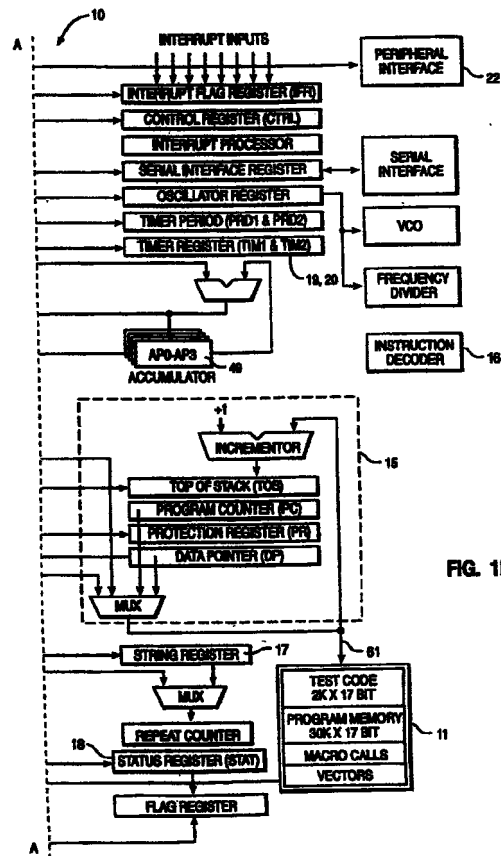 A
10
INTERRUPT INPUTS
PERIPHERAL INTERFACE
22
INTERRUPT FLAG REGISTER (IFR)
CONTROL REGISTER (CTRL)
INTERRUPT PROCESSOR
SERIAL INTERFACE REGISTER
SERIAL INTERFACE
OSCILLATOR REGISTER
TIMER PERIOD (PRD1 & PRD2)
VCO
TIMER REGISTER (TIM1 & TIM2)
19, 20
FREQUENCY DIVIDER
AP0-AP3
49
ACCUMULATOR
INSTRUCTION DECODER
16
+1
INCREMENTOR
15
TOP OF STACK (TOS)
PROGRAM COUNTER (PC)
PROTECTION REGISTER (PR)
DATA POINTER (DP)
FIG. 1
MUX
STRING REGISTER
17
61
MUX
TEST CODE
2K X 17 BIT
PROGRAM MEMORY
30K X 17 BIT
11
REPEAT COUNTER
18
STATUS REGISTER (STAT)
MACRO CALLS
VECTORS
FLAG REGISTER
A